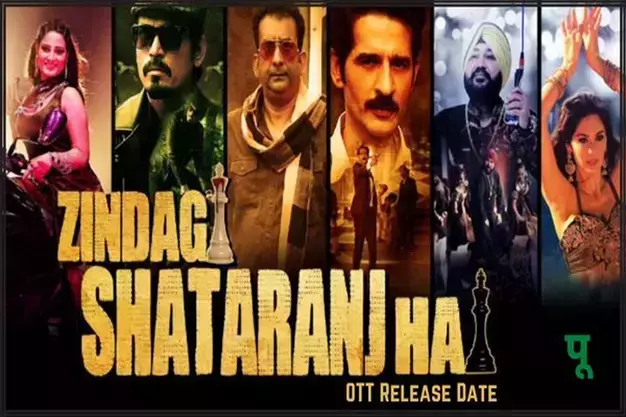 ZINDAGI
SHATARANJ HAI
OTT RELEASE DATE
पू